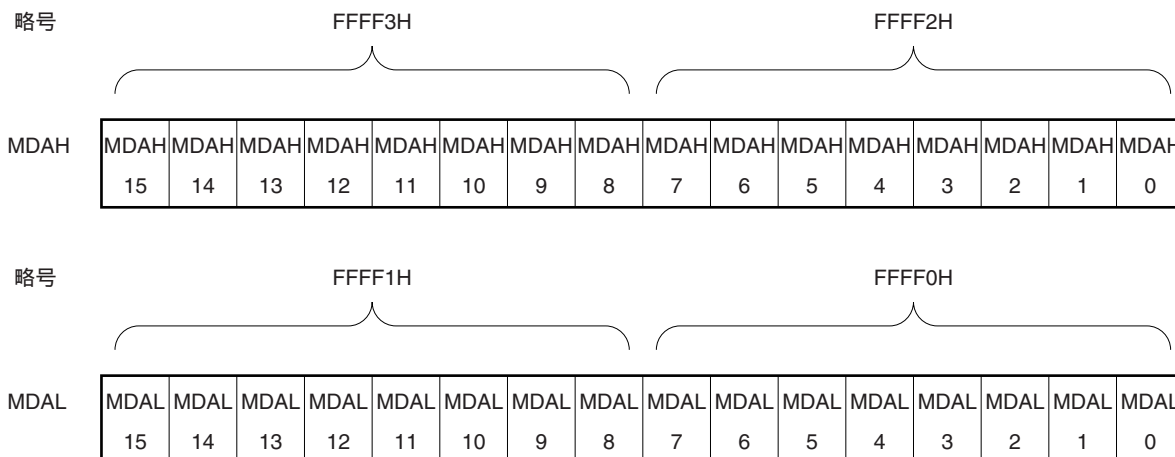 略号 FFFF3H FFFF2H
MDAH MDAH MDAH MDAH MDAH MDAH MDAH MDAH MDAH MDAH MDAH MDAH MDAH MDAH MDAH MDAH MDAH
15 14 13 12 11 10 9 8 7 6 5 4 3 2 1 0
略号 FFFF1H FFFF0H
MDAL MDAL MDAL MDAL MDAL MDAL MDAL MDAL MDAL MDAL MDAL MDAL MDAL MDAL MDAL MDAL MDAL
15 14 13 12 11 10 9 8 7 6 5 4 3 2 1 0